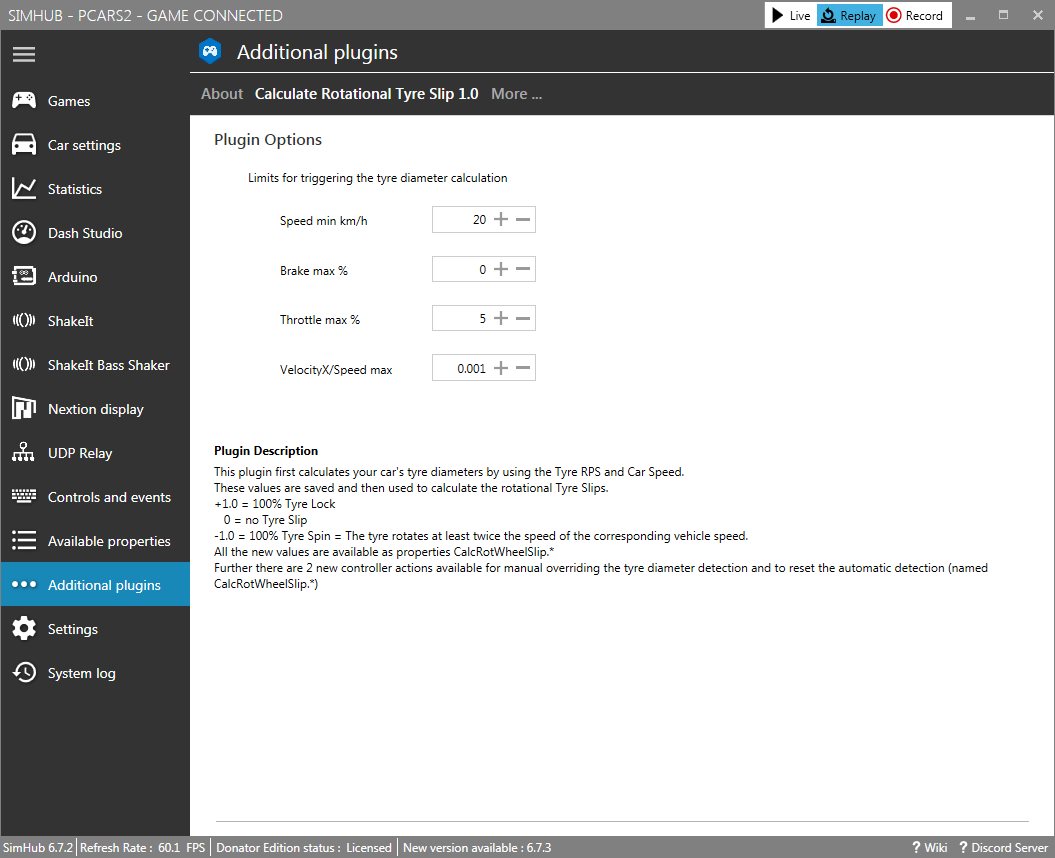 SIMHUB - PCARS2 - GAME CONNECTED
Live Replay Record
Additional plugins
About Calculate Rotational Tyre Slip 1.0 More ...
Games
Car settings
Statistics
Dash Studio
Arduino
ShakeIt
ShakeIt Bass Shaker
Nextion display
UDP Relay
Controls and events
Available properties
Additional plugins
Settings
System log
Plugin Options
Limits for triggering the tyre diameter calculation
Speed min km/h 20
Brake max % 0
Throttle max % 5
VelocityX/Speed max 0.001
Plugin Description
This plugin first calculates your car's tyre diameters by using the Tyre RPS and Car Speed.
These values are saved and then used to calculate the rotational Tyre Slips.
+1.0 = 100% Tyre Lock
0 = no Tyre Slip
-1.0 = 100% Tyre Spin = The tyre rotates at least twice the speed of the corresponding vehicle speed.
All the new values are available as properties CalcRotWheelSlip.*
Further there are 2 new controller actions available for manual overriding the tyre diameter detection and to reset the automatic detection (named
CalcRotWheelSlip.*)
SimHub 6.7.2 Refresh Rate : 60.1 FPS Donator Edition status : Licensed New version available : 6.7.3 ? Wiki ? Discord Server